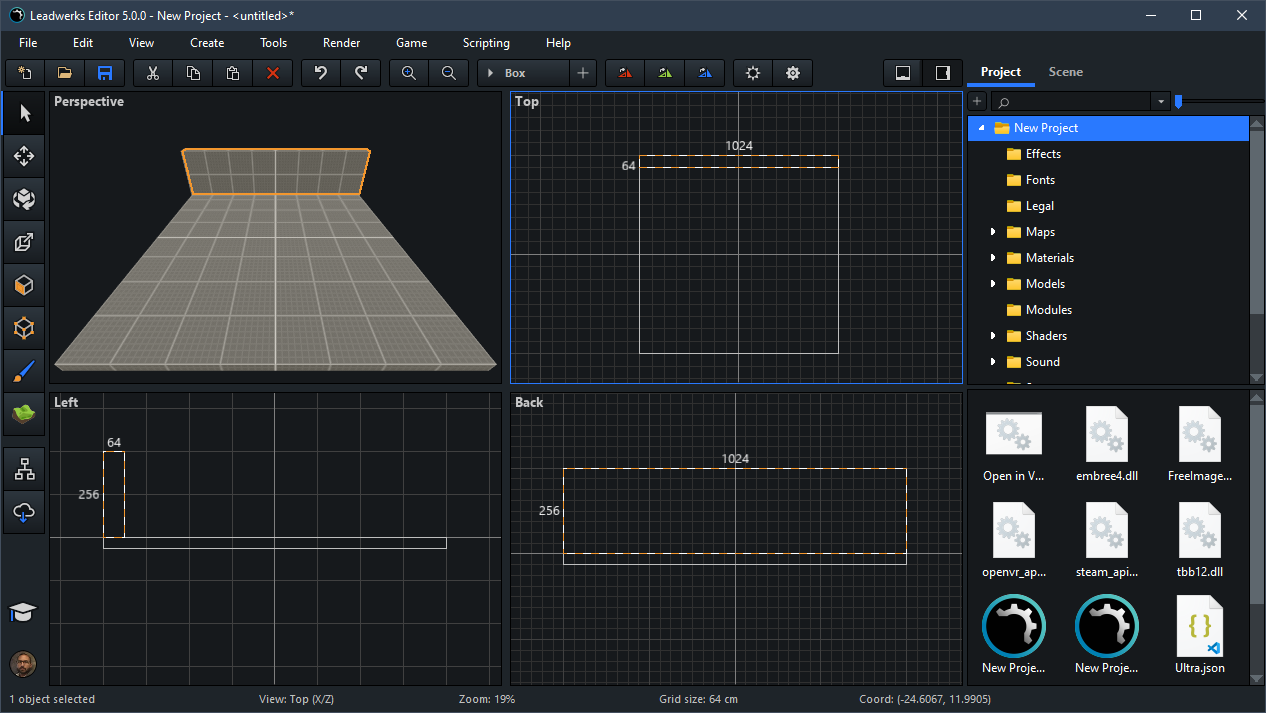 Leadwerks Editor 5.0.0 - New Project - <untitled>*
File Edit View Create Tools Render Game Scripting Help
Box
Project Scene
Perspective
Top
1024
64
New Project
Effects
Fonts
Legal
Maps
Materials
Models
Modules
Shaders
Sound
Left
64
256
Back
1024
256
Open in V...
embree4.dll
FreeImage...
openvr_ap...
steam_api...
tbb12.dll
New Proje...
New Proje...
{ }
Ultra.json
1 object selected
View: Top (X/Z)
Zoom: 19%
Grid size: 64 cm
Coord: (-24.6067, 11.9905)